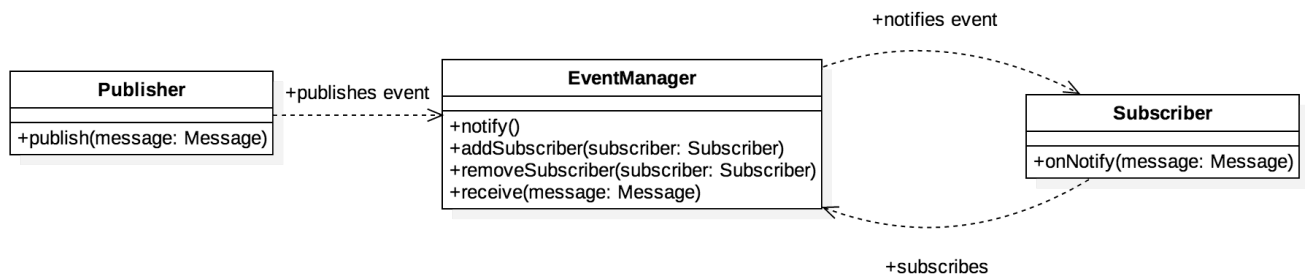 Publisher
+publish(message: Message)
+publishes event
EventManager
+notify()
+addSubscriber(subscriber: Subscriber)
+removeSubscriber(subscriber: Subscriber)
+receive(message: Message)
+notifies event
Subscriber
+onNotify(message: Message)
+subscribes